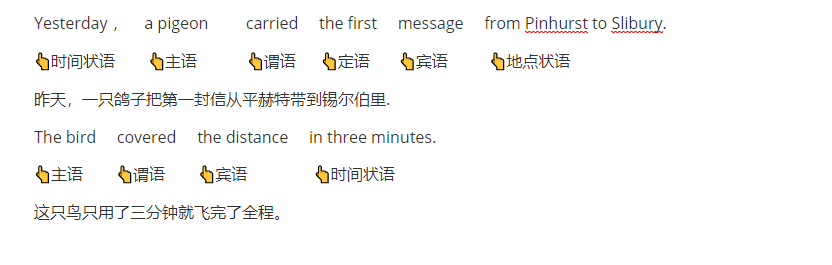 Yesterday ,  a pigeon  carried  the first  message  from Pinhurst to Slibury.
👆时间状语  👆主语  👆谓语  👆定语  👆宾语  👆地点状语
昨天，一只鸽子把第一封信从平赫特带到锡尔伯里.
The bird  covered  the distance  in three minutes.
👆主语  👆谓语  👆宾语  👆时间状语
这只鸟只用了三分钟就飞完了全程。